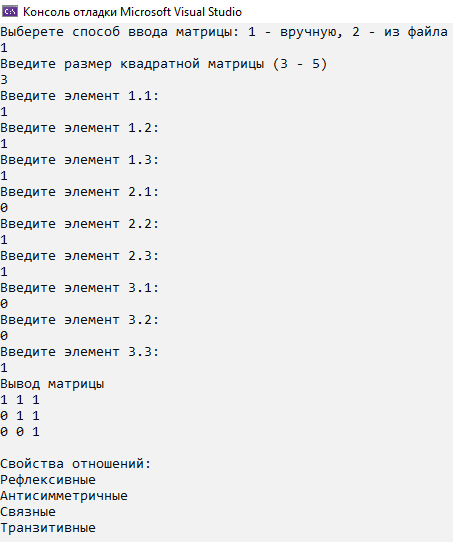 Консоль отладки Microsoft Visual Studio
Выберете способ ввода матрицы: 1 - вручную, 2 - из файла
1
Введите размер квадратной матрицы (3 - 5)
3
Введите элемент 1.1:
1
Введите элемент 1.2:
1
Введите элемент 1.3:
1
Введите элемент 2.1:
0
Введите элемент 2.2:
1
Введите элемент 2.3:
1
Введите элемент 3.1:
0
Введите элемент 3.2:
0
Введите элемент 3.3:
1
Вывод матрицы
1 1 1
0 1 1
0 0 1
Свойства отношений:
Рефлексивные
Антисимметричные
Связные
Транзитивные